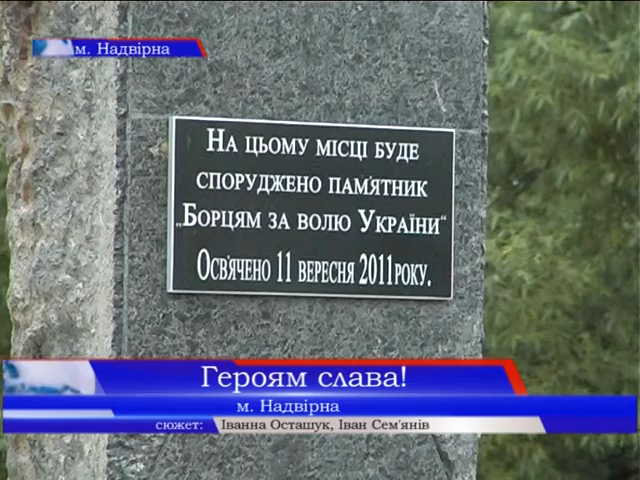 м. Надвірна
На цьому місці буде
споруджено пам'ятник
„Борцям за волю України“
Освячено 11 вересня 2011 року.
Героям слава!
м. Надвірна
сюжет: Іванна Осташук, Іван Сем'янів